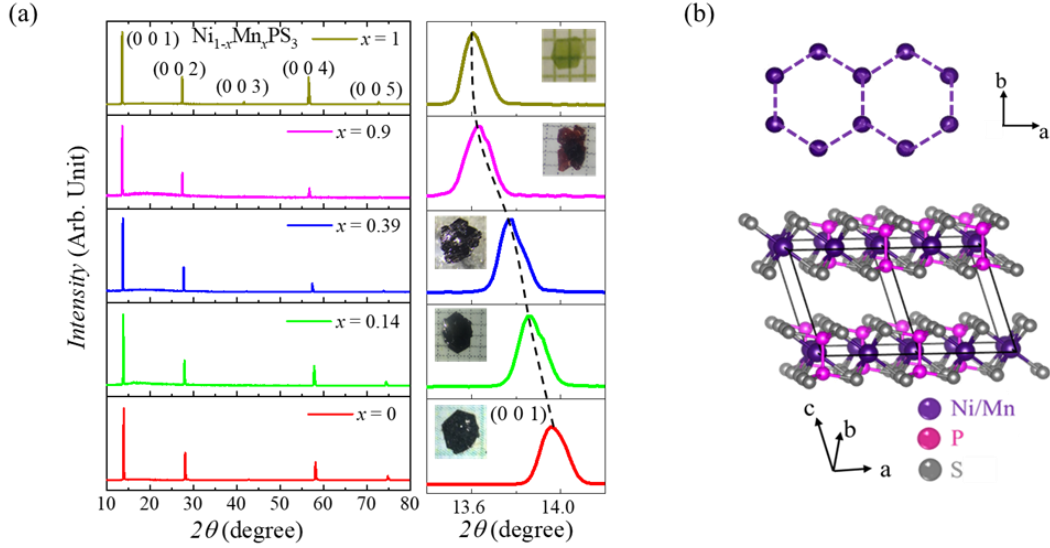 (a)
(b)
(0 0 1)
Ni1-xMnxPS3
x = 1
(0 0 2)
(0 0 3)
(0 0 4)
(0 0 5)
x = 0.9
x = 0.39
x = 0.14
x = 0
Intensity (Arb. Unit)
10 20 30 40 50 60 70 80
2θ (degree)
(0 0 1)
13.6 14.0
2θ (degree)
b
a
c
b
a
Ni/Mn
P
S